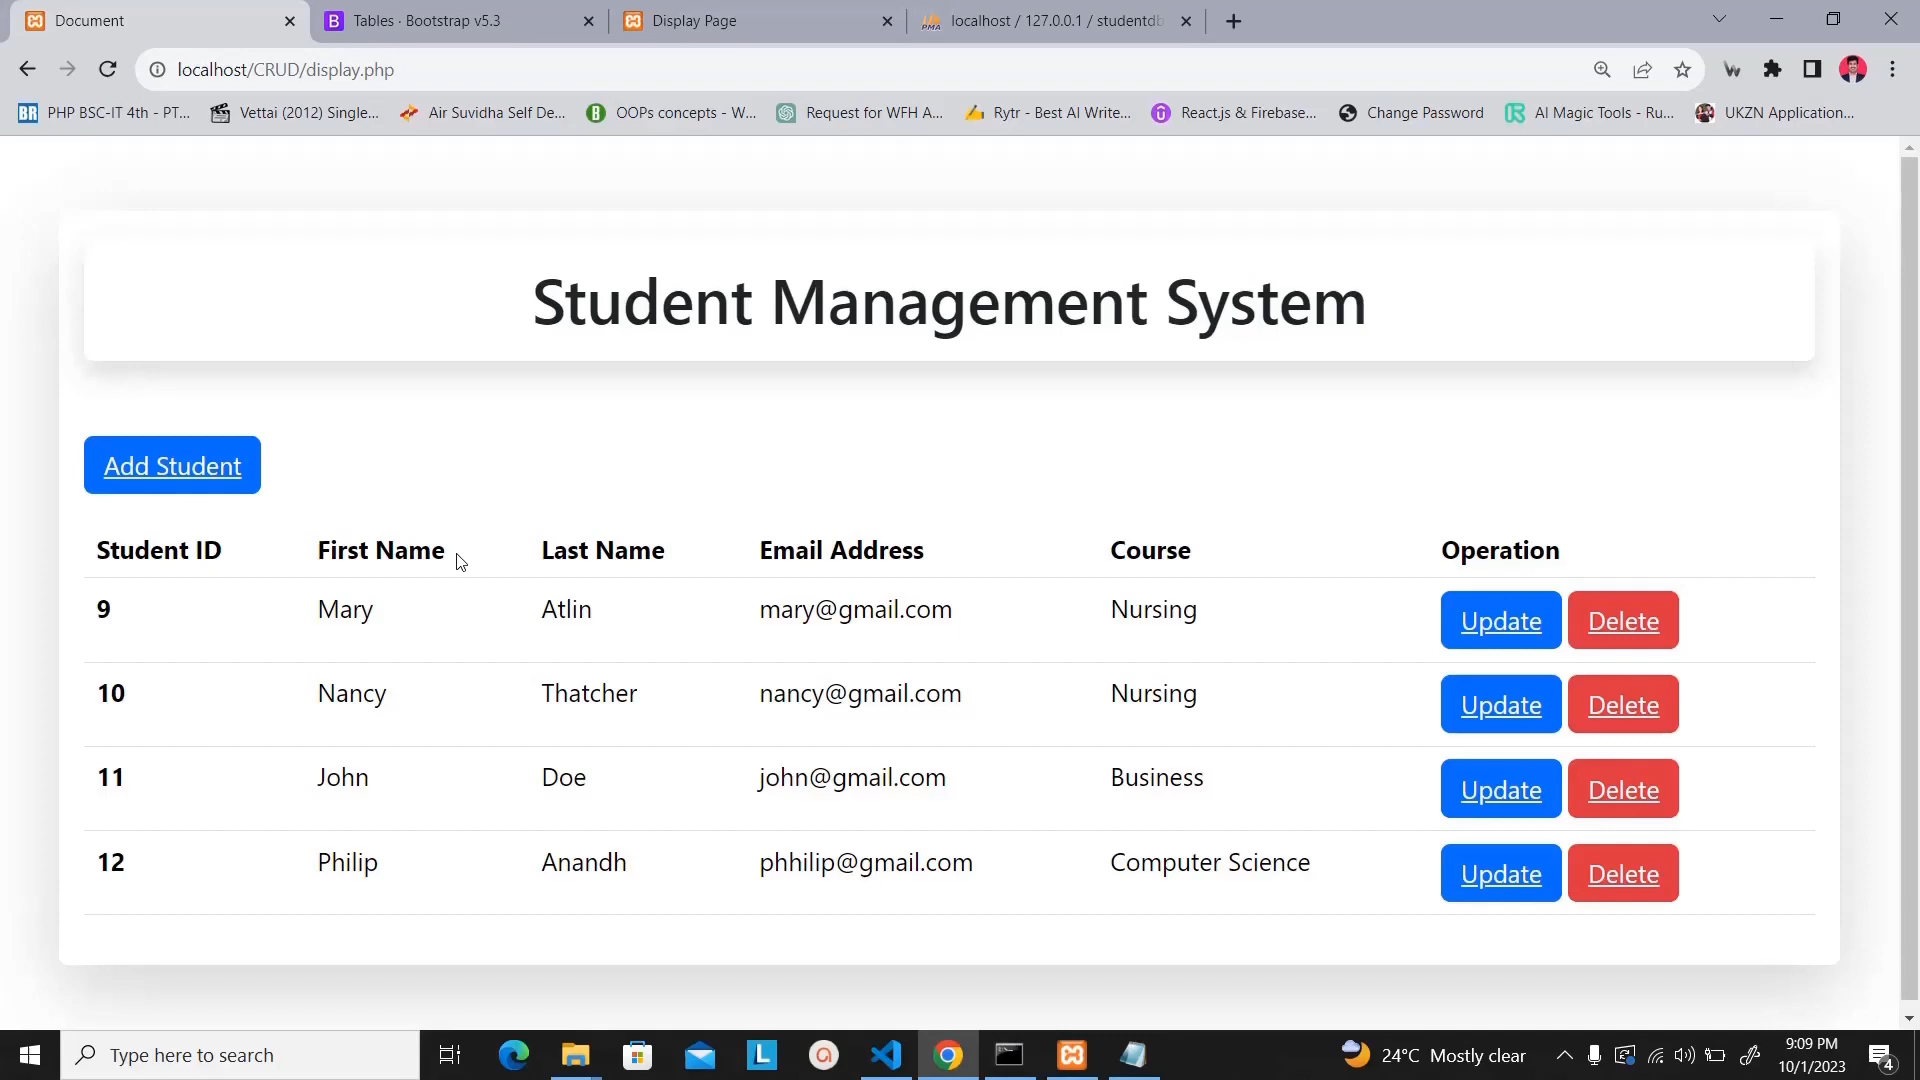 Document
Tables · Bootstrap v5.3
Display Page
localhost / 127.0.0.1 / studentdb
localhost/CRUD/display.php
PHP BSC-IT 4th - PT...
Vettai (2012) Single...
Air Suvidha Self De...
OOPs concepts - W...
Request for WFH A...
Rytr - Best AI Write...
React.js & Firebase...
Change Password
AI Magic Tools - Ru...
UKZN Application...
Student Management System
Add Student
Student ID First Name Last Name Email Address Course Operation
9 Mary Atlin mary@gmail.com Nursing Update Delete
10 Nancy Thatcher nancy@gmail.com Nursing Update Delete
11 John Doe john@gmail.com Business Update Delete
12 Philip Anandh phhilip@gmail.com Computer Science Update Delete
Type here to search
24°C Mostly clear
9:09 PM
10/1/2023
4